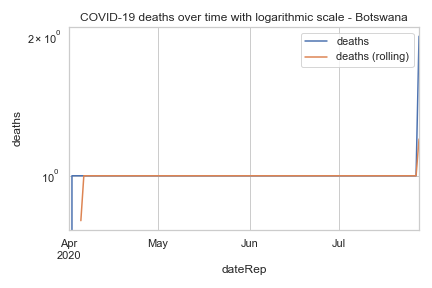 COVID-19 deaths over time with logarithmic scale - Botswana
2 × 10⁰
deaths
deaths (rolling)
deaths
10⁰
Apr
2020
May
Jun
Jul
dateRep